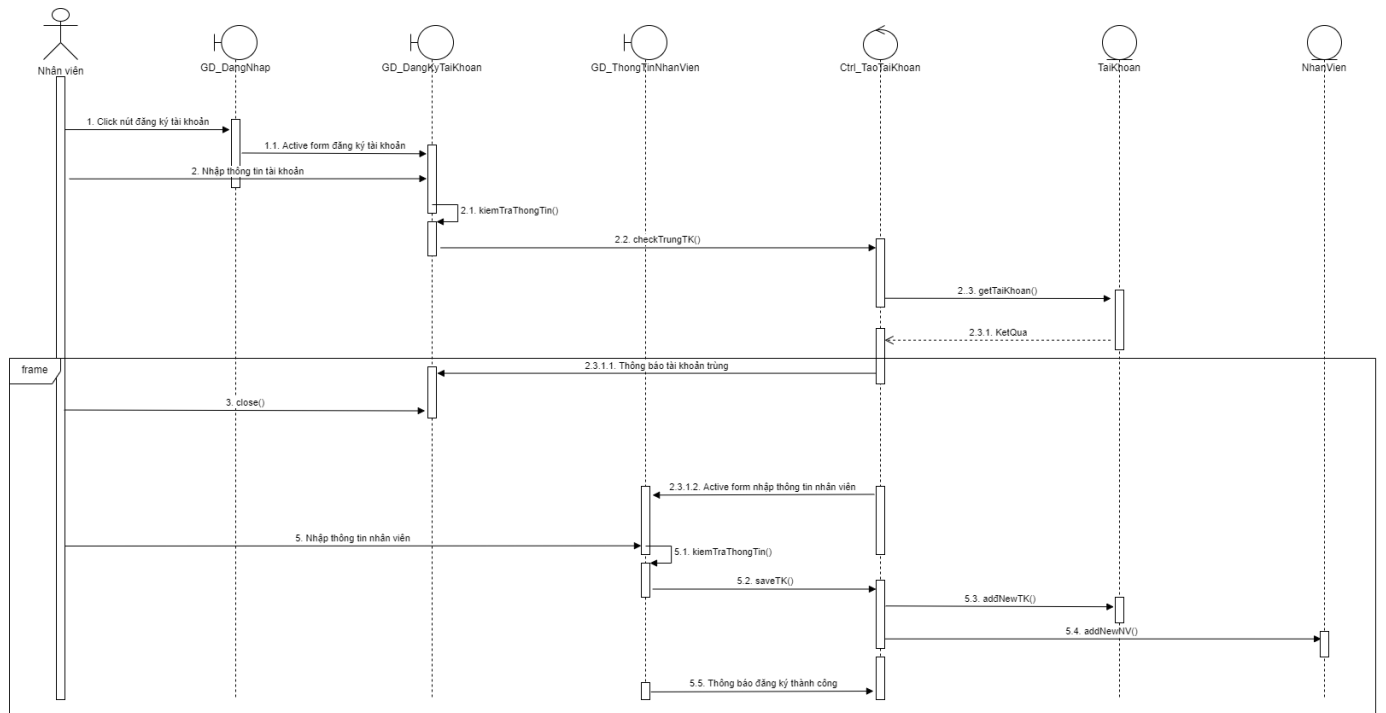 Nhân viên
GD_DangNhap
GD_DangKyTaiKhoan
GD_ThongTinNhanVien
Ctrl_TaoTaiKhoan
TaiKhoan
NhanVien
1. Click nút đăng ký tài khoản
1.1. Active form đăng ký tài khoản
2. Nhập thông tin tài khoản
2.1. kiemTraThongTin()
2.2. checkTrungTK()
2..3. getTaiKhoan()
2.3.1. KetQua
frame
2.3.1.1. Thông báo tài khoản trùng
3. close()
2.3.1.2. Active form nhập thông tin nhân viên
5. Nhập thông tin nhân viên
5.1. kiemTraThongTin()
5.2. saveTK()
5.3. addNewTK()
5.4. addNewNV()
5.5. Thông báo đăng ký thành công